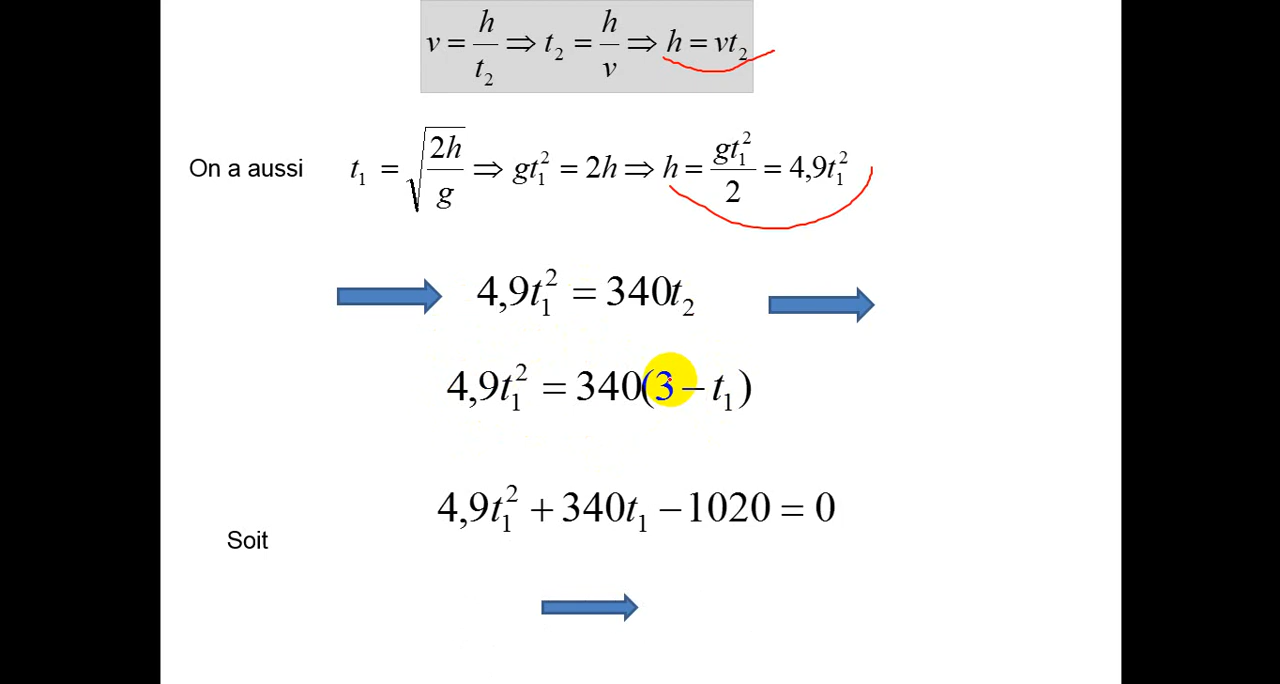 v = h/t₂ ⇒ t₂ = h/v ⇒ h = vt₂
On a aussi t₁ = √(2h/g) ⇒ gt₁² = 2h ⇒ h = gt₁²/2 = 4,9t₁²
4,9t₁² = 340t₂
4,9t₁² = 340(3 − t₁)
4,9t₁² + 340t₁ − 1020 = 0
Soit